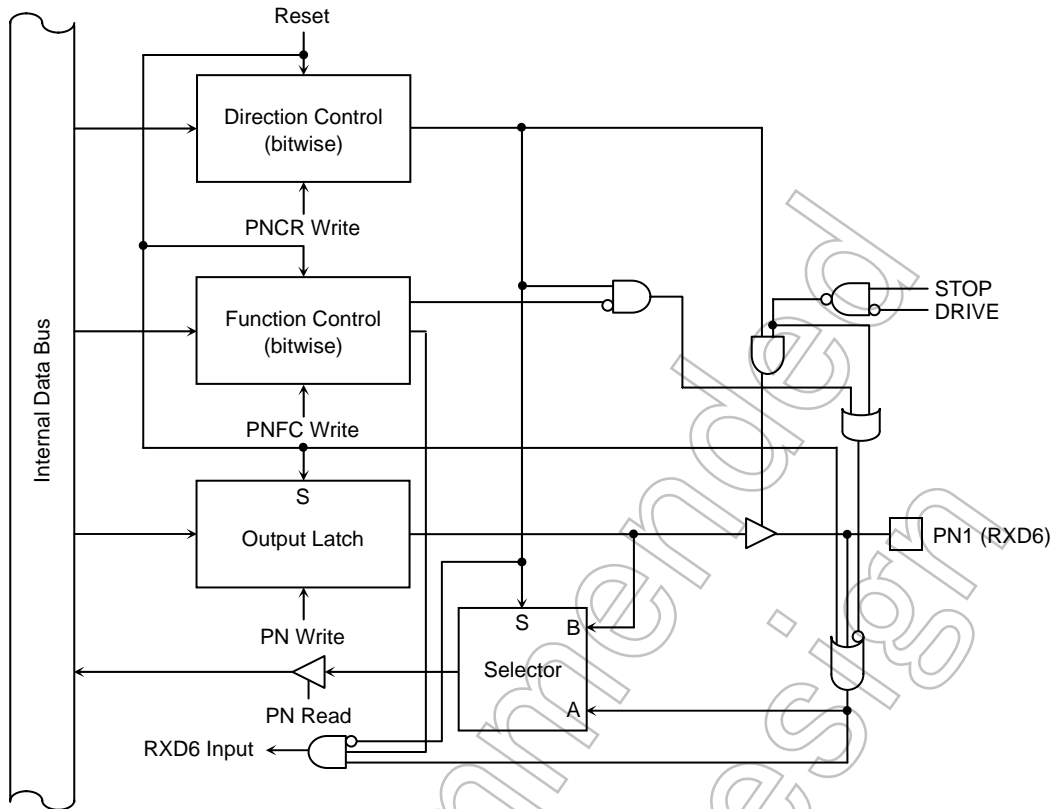 Reset
Direction Control
(bitwise)
PNCR Write
Function Control
(bitwise)
STOP
DRIVE
PNFC Write
Internal Data Bus
S
Output Latch
PN1 (RXD6)
PN Write
S
B
Selector
A
PN Read
RXD6 Input